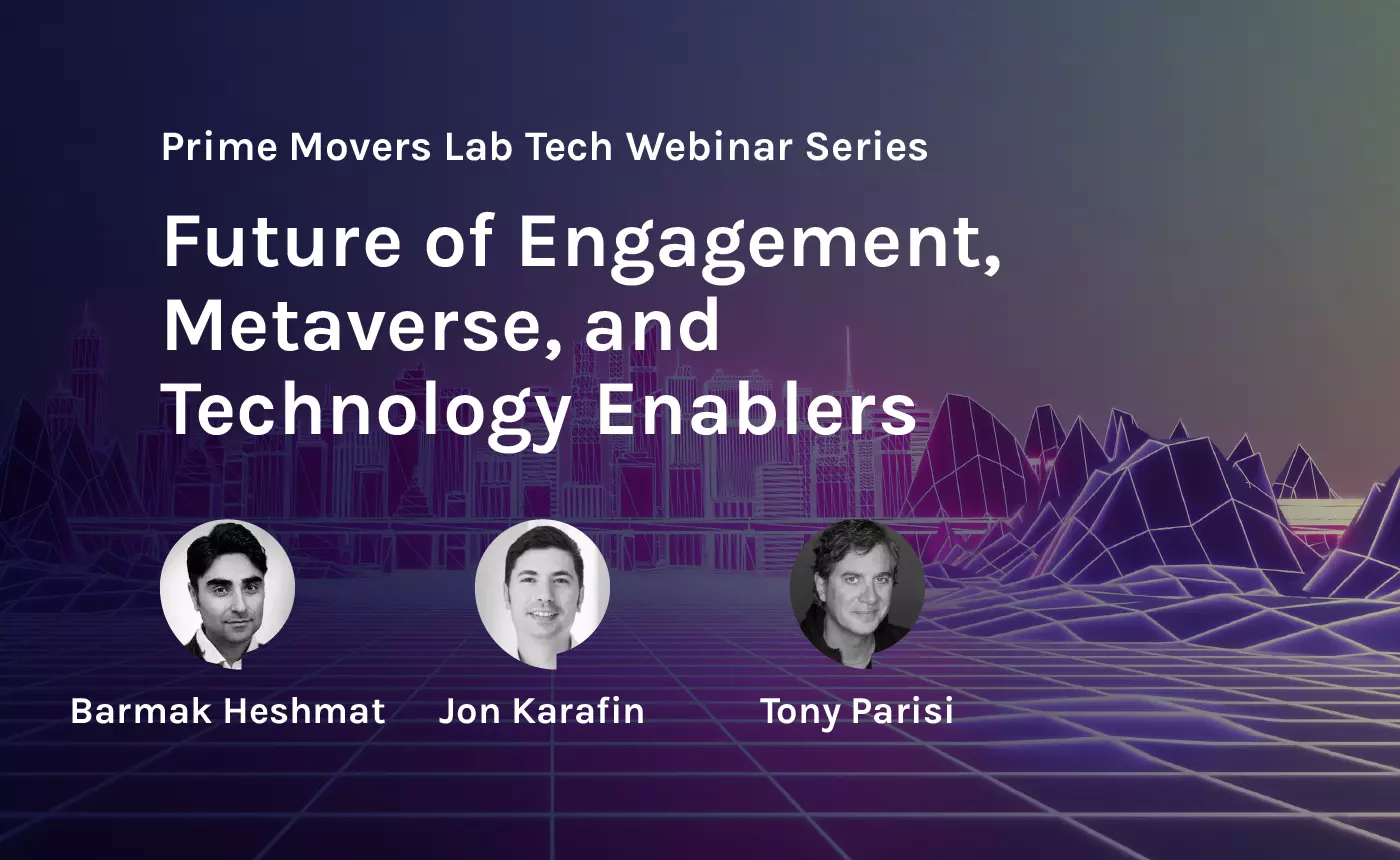 Prime Movers Lab Tech Webinar Series
Future of Engagement,
Metaverse, and
Technology Enablers
Barmak Heshmat
Jon Karafin
Tony Parisi